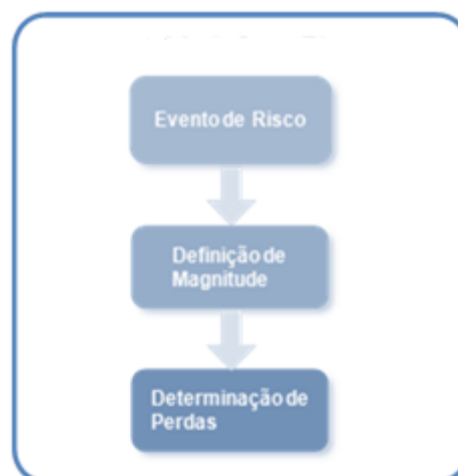 Evento de Risco
Definição de
Magnitude
Determinação de
Perdas